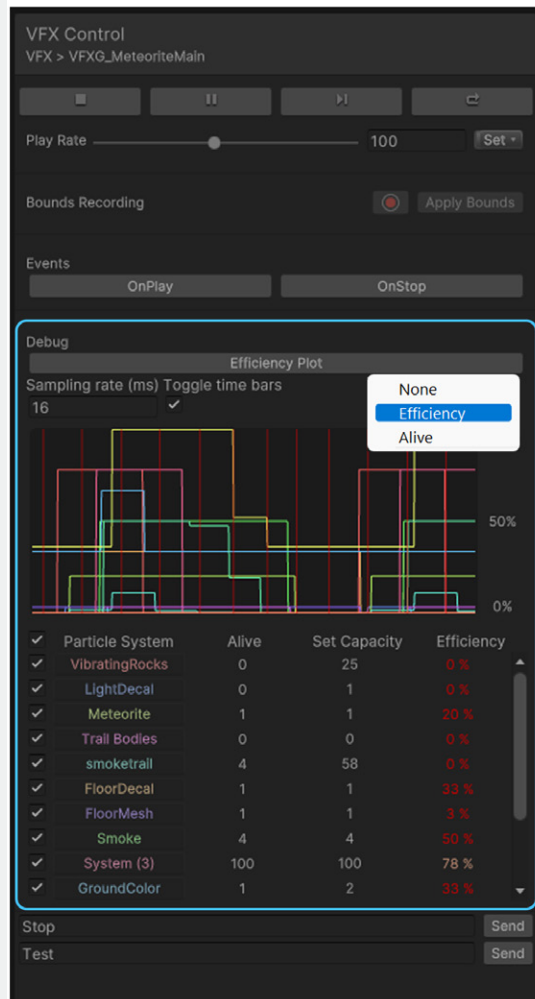 VFX Control
VFX > VFXG_MeteoriteMain
Play Rate 100 Set
Bounds Recording Apply Bounds
Events
OnPlay OnStop
Debug
Efficiency Plot
Sampling rate (ms) Toggle time bars
None
16
Efficiency
Alive
50%
0%
Particle System Alive Set Capacity Efficiency
VibratingRocks 0 25 0 %
LightDecal 0 1 0 %
Meteorite 1 1 20 %
Trail Bodies 0 0 0 %
smoketrall 4 58 0 %
FloorDecal 1 1 33 %
FloorMesh 1 1 3 %
Smoke 4 4 50 %
System (3) 100 100 78 %
GroundColor 1 2 33 %
Stop Send
Test Send